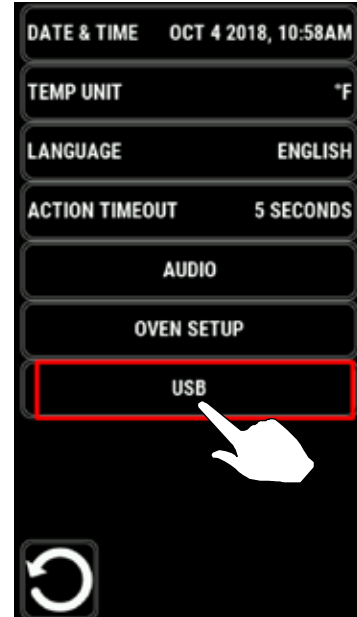 DATE & TIME OCT 4 2018, 10:58AM
TEMP UNIT °F
LANGUAGE ENGLISH
ACTION TIMEOUT 5 SECONDS
AUDIO
OVEN SETUP
USB